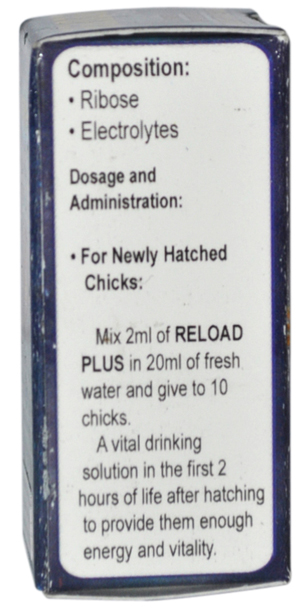 Composition:
• Ribose
• Electrolytes
Dosage and
Administration:
• For Newly Hatched
Chicks:
Mix 2ml of RELOAD
PLUS in 20ml of fresh
water and give to 10
chicks.
A vital drinking
solution in the first 2
hours of life after hatching
to provide them enough
energy and vitality.